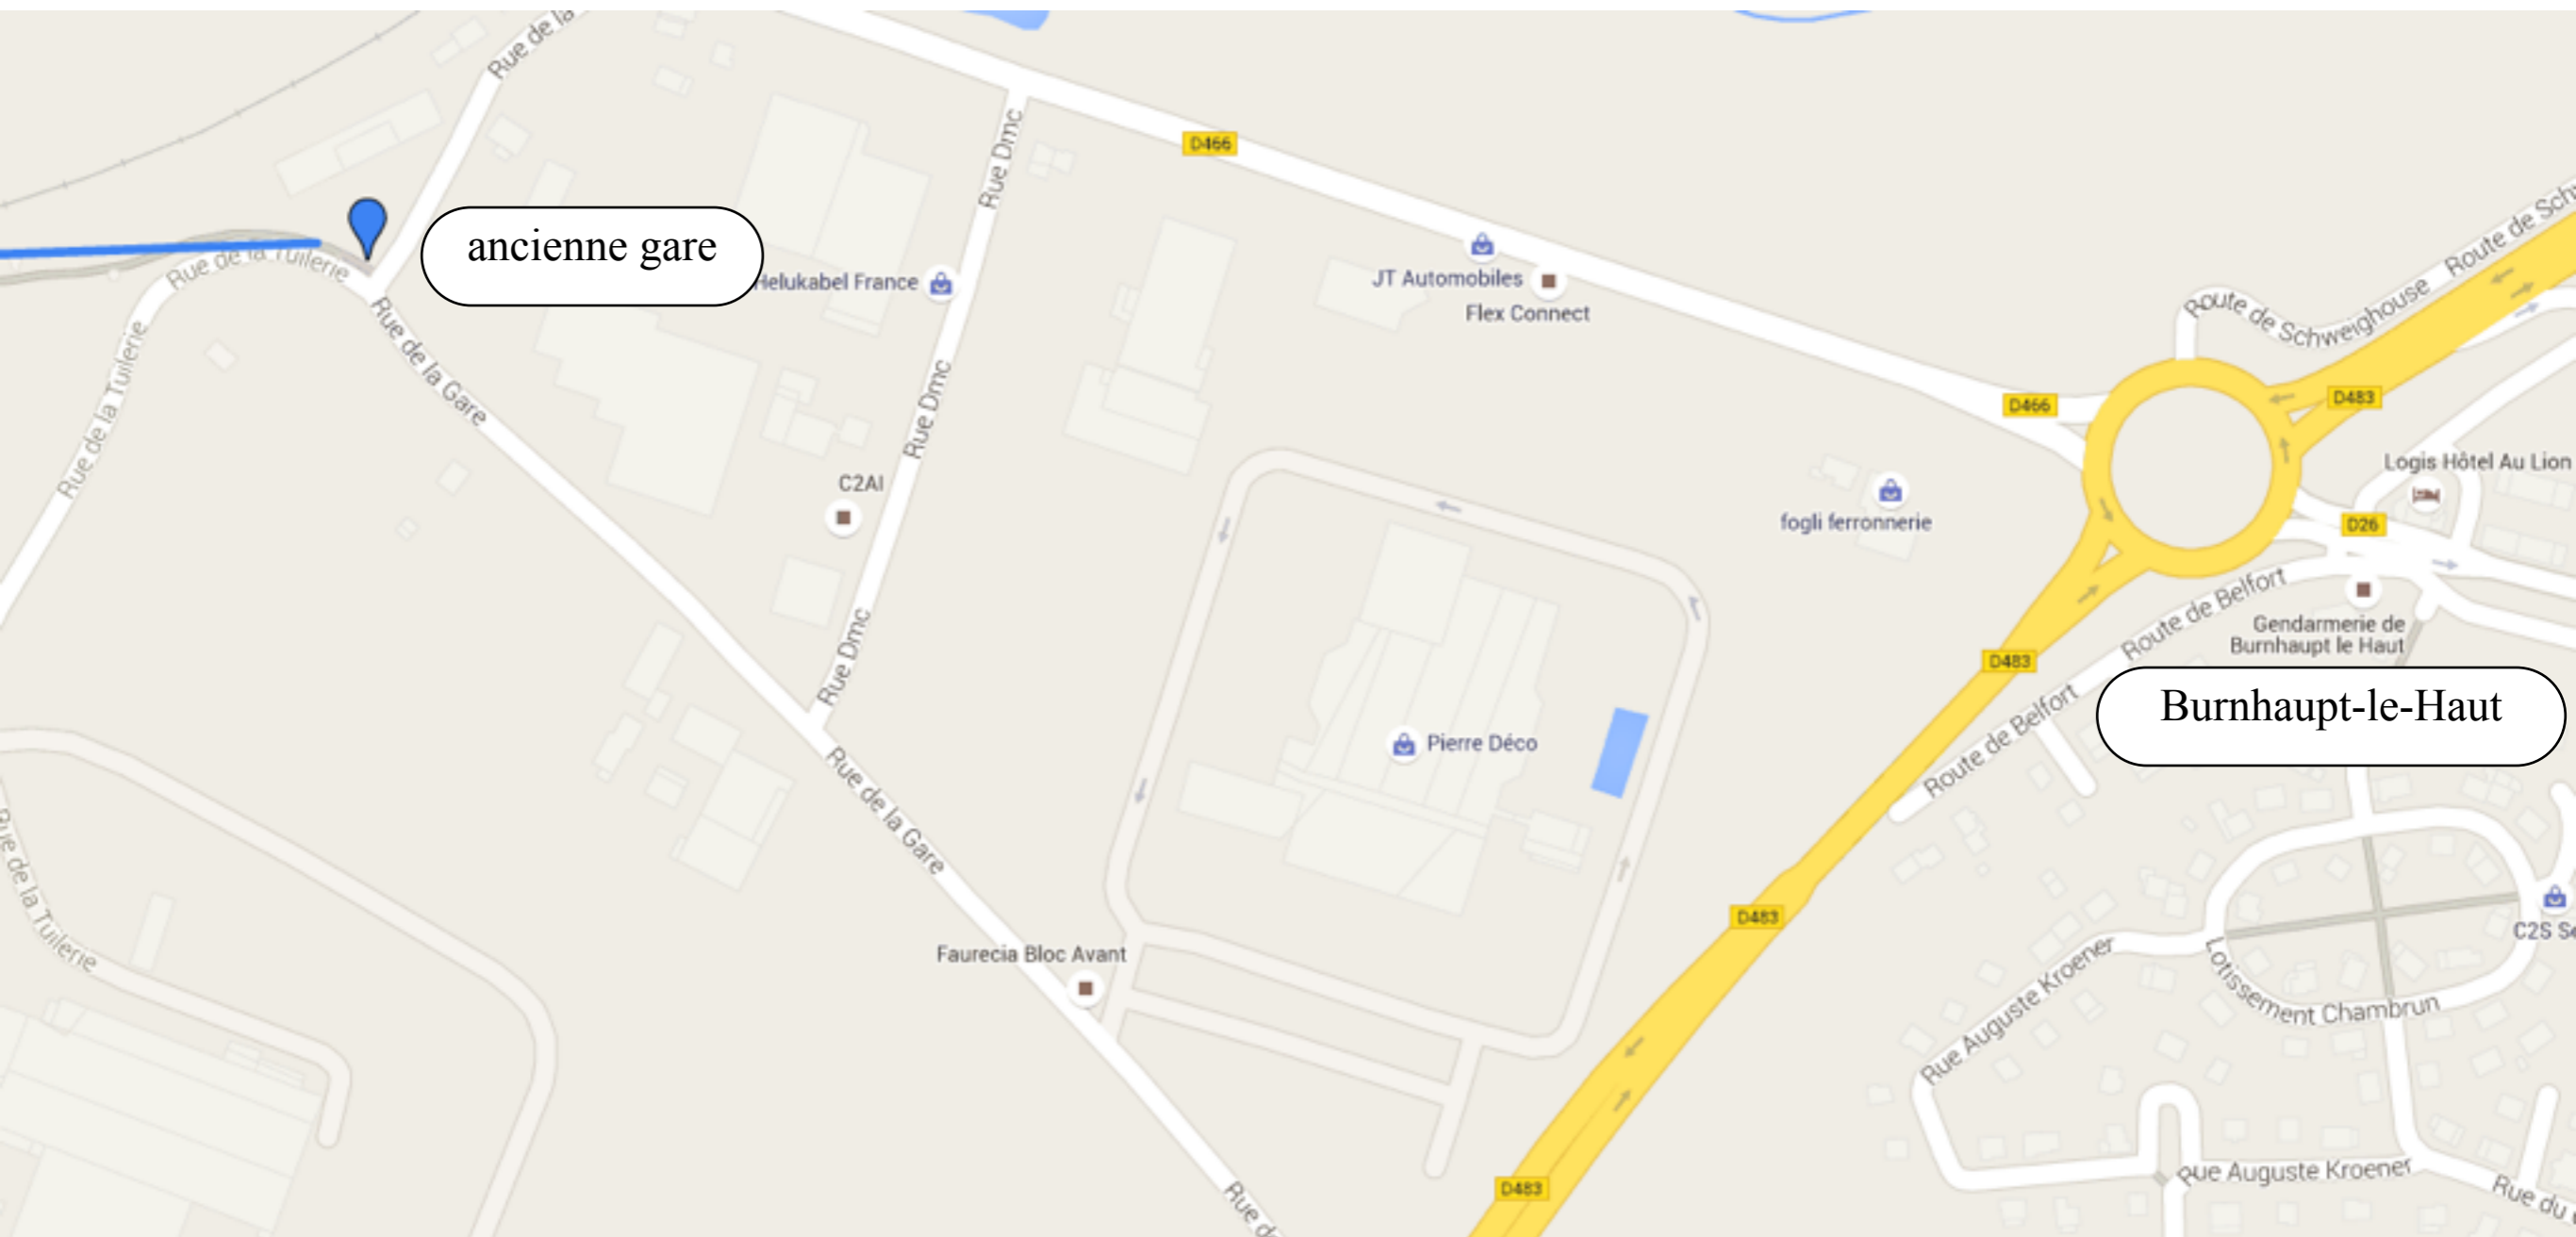 Rue de la
D466
Rue Dmc
ancienne gare
Route de Sch
Rue de la Tuilerie
Helukabel France
JT Automobiles
Flex Connect
Route de Schweighouse
Rue de la Tuilerie
Rue de la Gare
Rue Dmc
D466
D483
Logis Hôtel Au Lion
C2AI
fogli ferronnerie
D26
Route de Belfort
Gendarmerie de
Burnhaupt le Haut
Rue Dmc
D483
Burnhaupt-le-Haut
Route de Belfort
Pierre Déco
Rue de la Gare
Rue de la Tuilerie
D483
C2S Se
Faurecia Bloc Avant
Rue Auguste Kroener
Lotissement Chambrun
Rue Auguste Kroener
D483
Rue d
Rue du